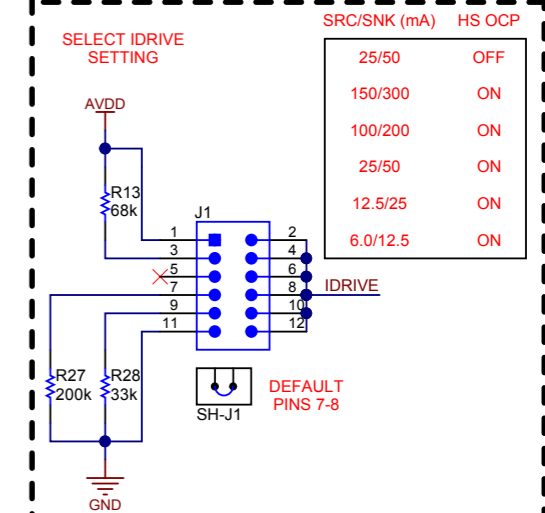 SELECT IDRIVE
SETTING
SRC/SNK (mA) HS OCP
25/50 OFF
150/300 ON
100/200 ON
25/50 ON
12.5/25 ON
6.0/12.5 ON
AVDD
R13
68k
J1
1 2
3 4
5 6
7 8
9 10
11 12
IDRIVE
R27
200k
R28
33k
SH-J1
DEFAULT
PINS 7-8
GND